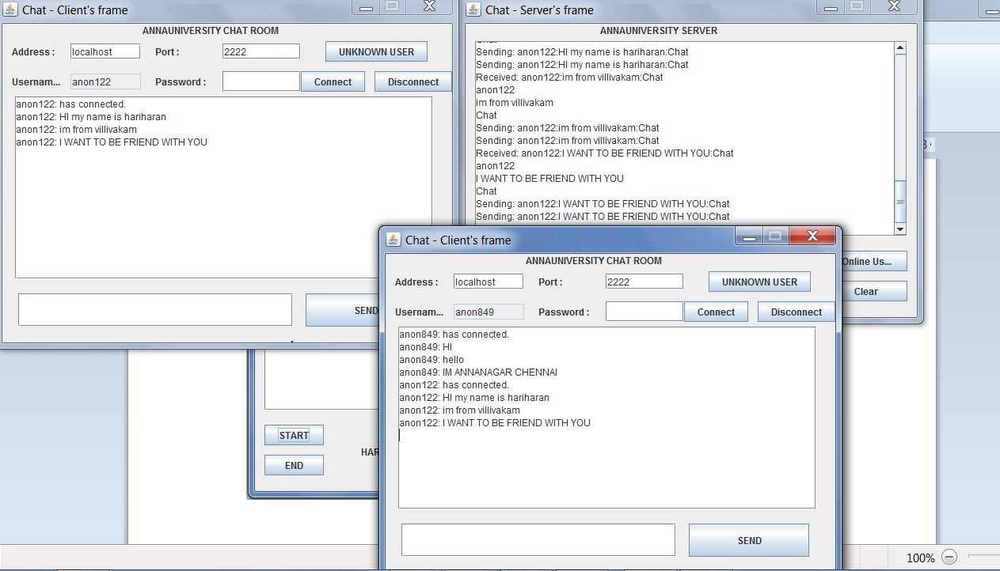 Chat - Client's frame
ANNAUNIVERSITY CHAT ROOM
Address : localhost Port : 2222 UNKNOWN USER
Usernam... anon122 Password : Connect Disconnect
anon122: has connected.
anon122: HI my name is hariharan
anon122: im from villivakam
anon122: I WANT TO BE FRIEND WITH YOU
SEND
Chat - Server's frame
ANNAUNIVERSITY SERVER
Sending: anon122:HI my name is hariharan:Chat
Sending: anon122:HI my name is hariharan:Chat
Received: anon122:im from villivakam:Chat
anon122
im from villivakam
Chat
Sending: anon122:im from villivakam:Chat
Sending: anon122:im from villivakam:Chat
Received: anon122:I WANT TO BE FRIEND WITH YOU:Chat
anon122
I WANT TO BE FRIEND WITH YOU
Chat
Sending: anon122:I WANT TO BE FRIEND WITH YOU:Chat
Sending: anon122:I WANT TO BE FRIEND WITH YOU:Chat
Online Us...
Clear
START
END
HAR
Chat - Client's frame
ANNAUNIVERSITY CHAT ROOM
Address : localhost Port : 2222 UNKNOWN USER
Usernam... anon849 Password : Connect Disconnect
anon849: has connected.
anon849: HI
anon849: hello
anon849: IM ANNANAGAR CHENNAI
anon122: has connected.
anon122: HI my name is hariharan
anon122: im from villivakam
anon122: I WANT TO BE FRIEND WITH YOU
SEND
100%